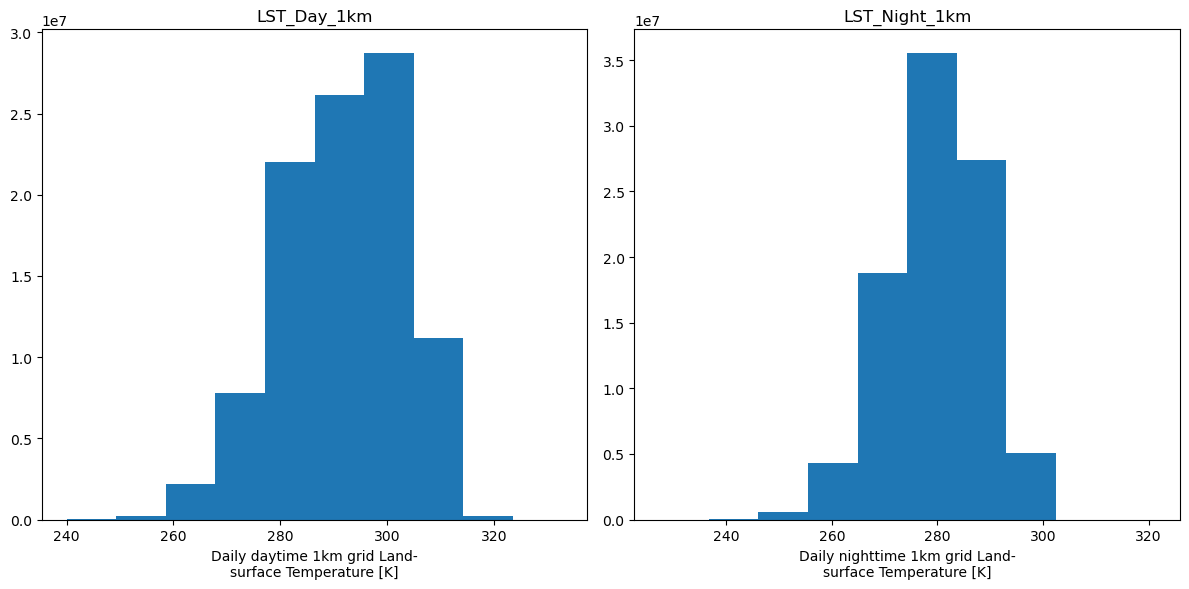 LST_Day_1km
1e7
3.0
2.5
2.0
1.5
1.0
0.5
0.0
240 260 280 300 320
Daily daytime 1km grid Land-
surface Temperature [K]
LST_Night_1km
1e7
3.5
3.0
2.5
2.0
1.5
1.0
0.5
0.0
240 260 280 300 320
Daily nighttime 1km grid Land-
surface Temperature [K]